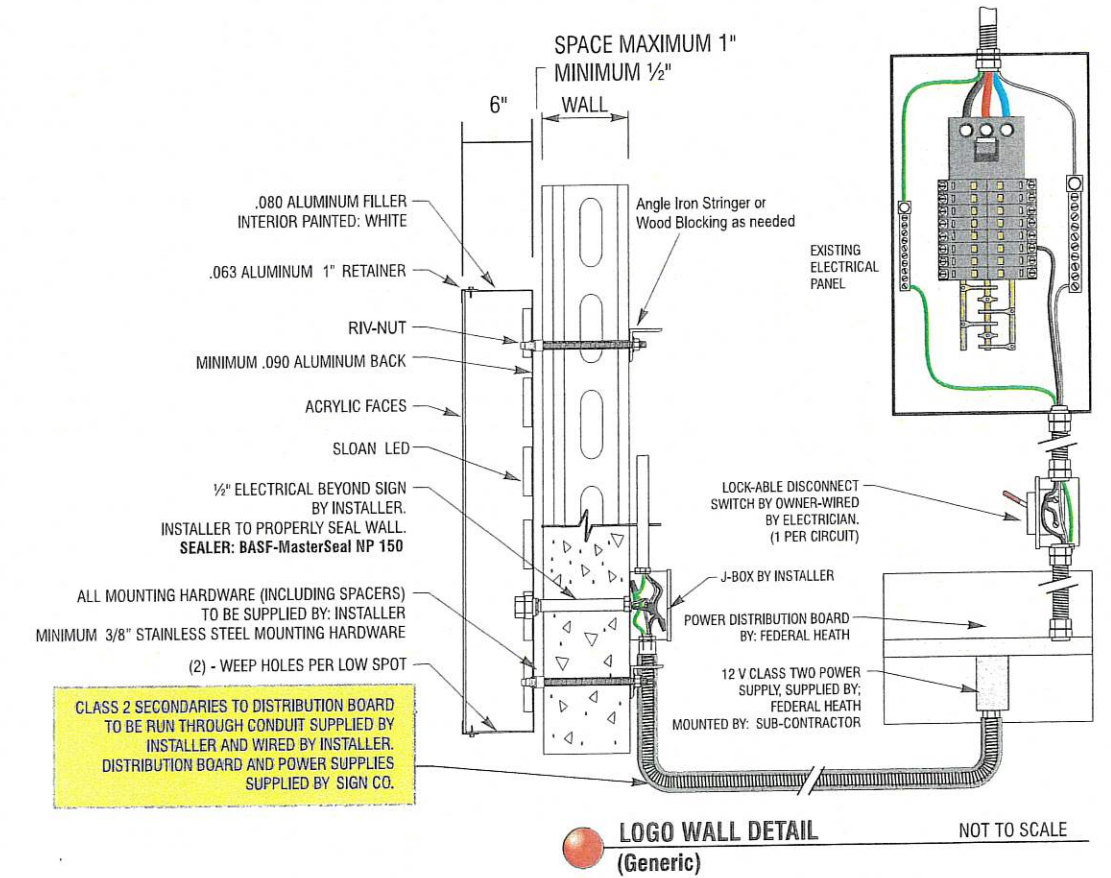 SPACE MAXIMUM 1"
MINIMUM ½"
6"
WALL
.080 ALUMINUM FILLER
INTERIOR PAINTED: WHITE
.063 ALUMINUM 1" RETAINER
RIV-NUT
MINIMUM .090 ALUMINUM BACK
ACRYLIC FACES
SLOAN LED
½" ELECTRICAL BEYOND SIGN
BY INSTALLER.
INSTALLER TO PROPERLY SEAL WALL.
SEALER: BASF-MasterSeal NP 150
ALL MOUNTING HARDWARE (INCLUDING SPACERS)
TO BE SUPPLIED BY: INSTALLER
MINIMUM 3/8" STAINLESS STEEL MOUNTING HARDWARE
(2) - WEEP HOLES PER LOW SPOT
CLASS 2 SECONDARIES TO DISTRIBUTION BOARD
TO BE RUN THROUGH CONDUIT SUPPLIED BY
INSTALLER AND WIRED BY INSTALLER.
DISTRIBUTION BOARD AND POWER SUPPLIES
SUPPLIED BY SIGN CO.
Angle Iron Stringer or
Wood Blocking as needed
EXISTING
ELECTRICAL
PANEL
LOCK-ABLE DISCONNECT
SWITCH BY OWNER-WIRED
BY ELECTRICIAN.
(1 PER CIRCUIT)
J-BOX BY INSTALLER
POWER DISTRIBUTION BOARD
BY: FEDERAL HEATH
12 V CLASS TWO POWER
SUPPLY, SUPPLIED BY;
FEDERAL HEATH
MOUNTED BY: SUB-CONTRACTOR
LOGO WALL DETAIL
NOT TO SCALE
(Generic)